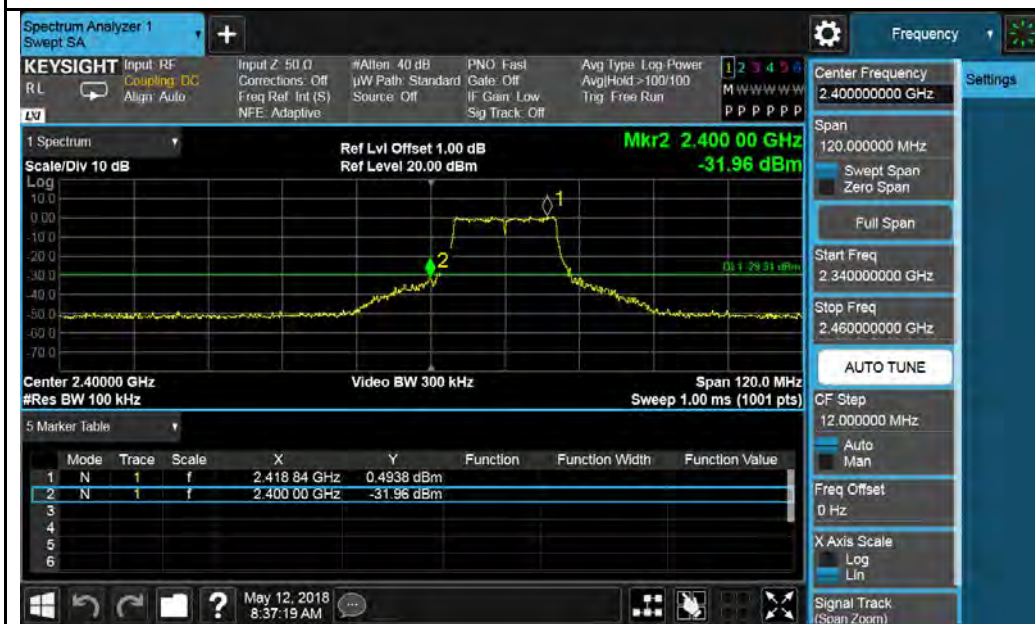 Spectrum Analyzer 1
Swept SA
+
Frequency
KEYSIGHT
RL
LXI
Input: RF
Coupling: DC
Align: Auto
Input Z: 50 Ω
Corrections: Off
Freq Ref: Int (S)
NFE: Adaptive
#Atten: 40 dB
µW Path: Standard
Source: Off
PNO: Fast
Gate: Off
IF Gain: Low
Sig Track: Off
Avg Type: Log-Power
Avg|Hold >100/100
Trig: Free Run
1 2 3 4 5 6
M W W W W W
P P P P P P
1 Spectrum
Scale/Div 10 dB
Ref Lvl Offset 1.00 dB
Ref Level 20.00 dBm
Mkr2 2.400 00 GHz
-31.96 dBm
Log
10.0
0.00
-10.0
-20.0
-30.0
-40.0
-50.0
-60.0
-70.0
1
2
DL1 -29.51 dBm
Center 2.40000 GHz
#Res BW 100 kHz
Video BW 300 kHz
Span 120.0 MHz
Sweep 1.00 ms (1001 pts)
5 Marker Table
Mode Trace Scale X Y Function Function Width Function Value
1 N 1 f 2.418 84 GHz 0.4938 dBm
2 N 1 f 2.400 00 GHz -31.96 dBm
3
4
5
6
?
May 12, 2018
8:37:19 AM
Center Frequency
2.400000000 GHz
Settings
Span
120.000000 MHz
Swept Span
Zero Span
Full Span
Start Freq
2.340000000 GHz
Stop Freq
2.460000000 GHz
AUTO TUNE
CF Step
12.000000 MHz
Auto
Man
Freq Offset
0 Hz
X Axis Scale
Log
Lin
Signal Track
(Span Zoom)